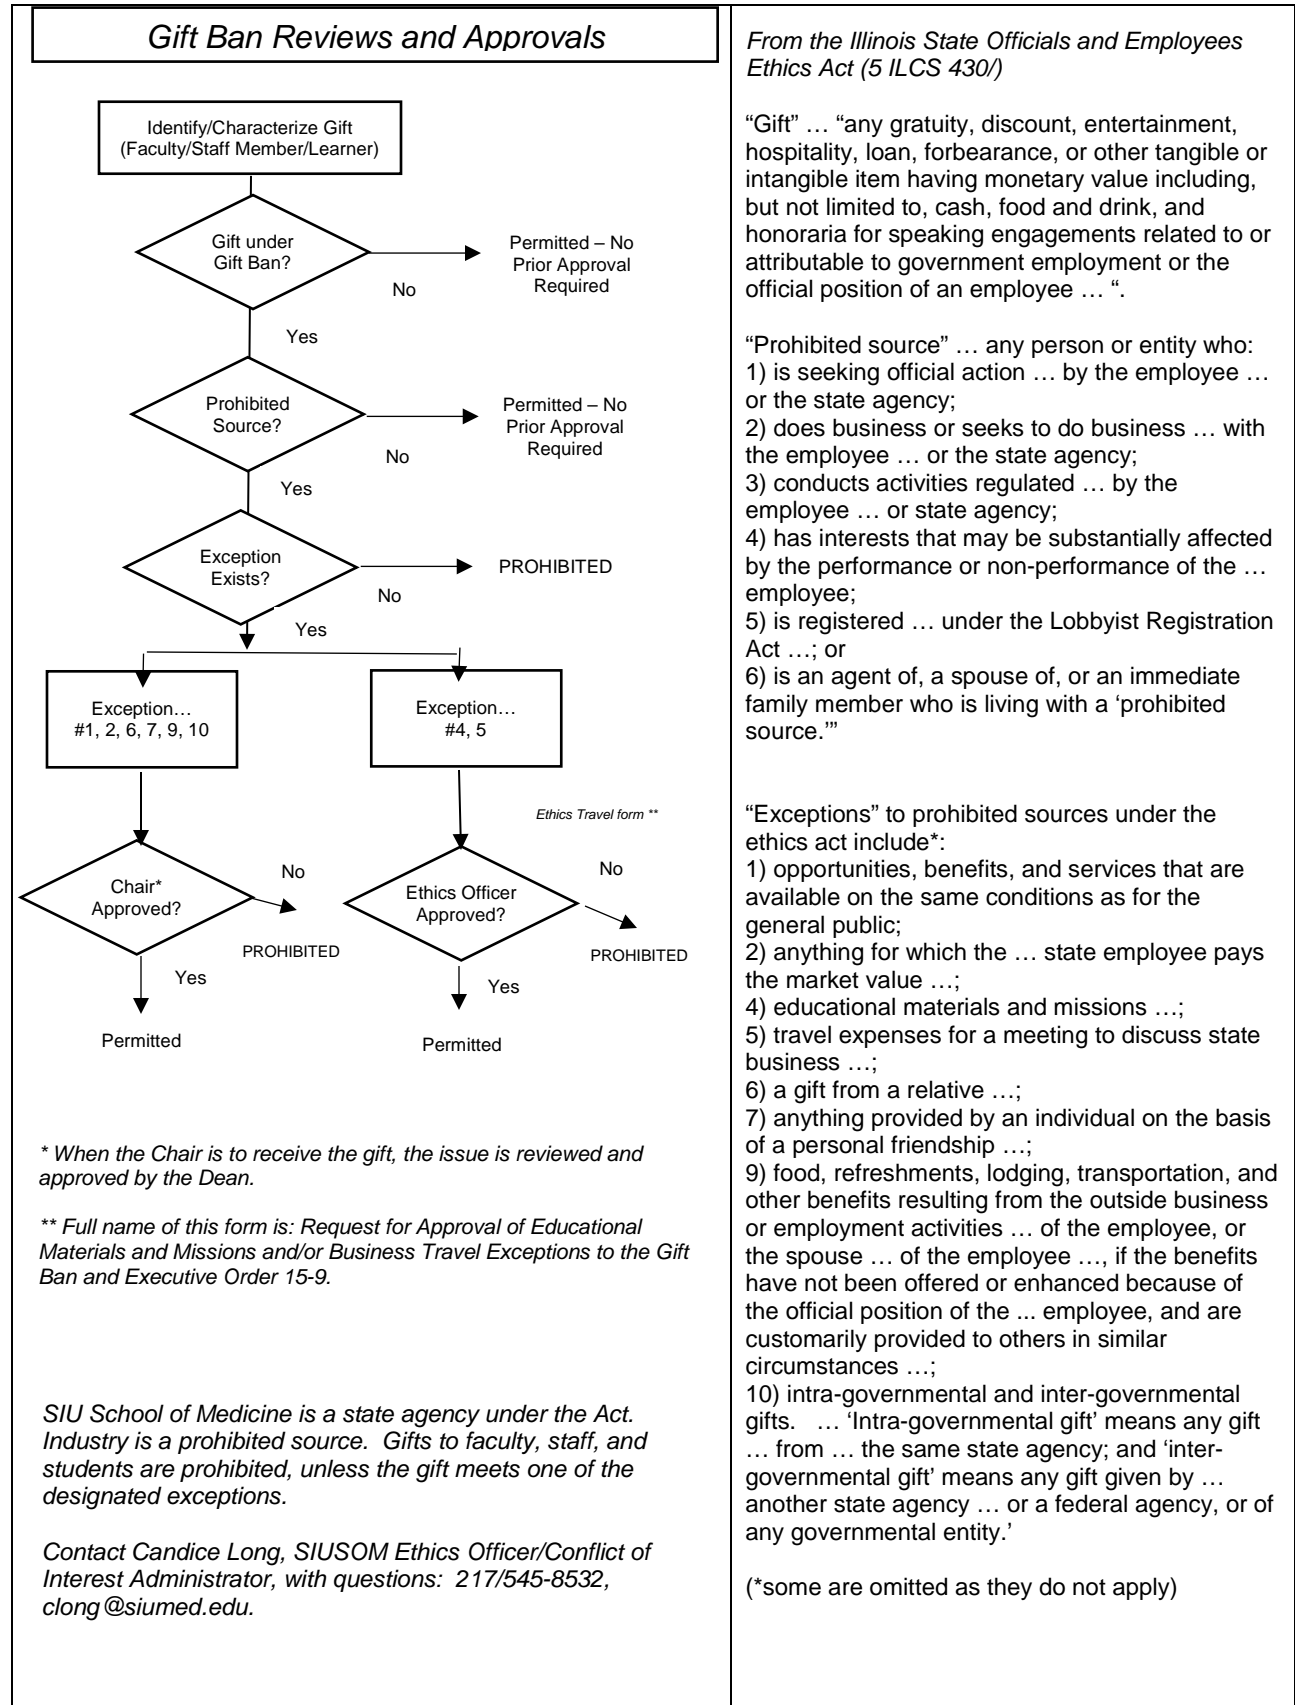 Gift Ban Reviews and Approvals
Identify/Characterize Gift
(Faculty/Staff Member/Learner)
Gift under
Gift Ban?
No
Permitted – No
Prior Approval
Required
Yes
Prohibited
Source?
No
Permitted – No
Prior Approval
Required
Yes
Exception
Exists?
No
PROHIBITED
Yes
Exception…
#1, 2, 6, 7, 9, 10
Exception…
#4, 5
Ethics Travel form **
Chair*
Approved?
No
PROHIBITED
Yes
Permitted
Ethics Officer
Approved?
No
PROHIBITED
Yes
Permitted
* When the Chair is to receive the gift, the issue is reviewed and
approved by the Dean.
** Full name of this form is: Request for Approval of Educational
Materials and Missions and/or Business Travel Exceptions to the Gift
Ban and Executive Order 15-9.
SIU School of Medicine is a state agency under the Act.
Industry is a prohibited source.  Gifts to faculty, staff, and
students are prohibited, unless the gift meets one of the
designated exceptions.
Contact Candice Long, SIUSOM Ethics Officer/Conflict of
Interest Administrator, with questions:  217/545-8532,
clong@siumed.edu.
From the Illinois State Officials and Employees
Ethics Act (5 ILCS 430/)
“Gift” … “any gratuity, discount, entertainment,
hospitality, loan, forbearance, or other tangible or
intangible item having monetary value including,
but not limited to, cash, food and drink, and
honoraria for speaking engagements related to or
attributable to government employment or the
official position of an employee … “.
“Prohibited source” … any person or entity who:
1) is seeking official action … by the employee …
or the state agency;
2) does business or seeks to do business … with
the employee … or the state agency;
3) conducts activities regulated … by the
employee … or state agency;
4) has interests that may be substantially affected
by the performance or non-performance of the …
employee;
5) is registered … under the Lobbyist Registration
Act …; or
6) is an agent of, a spouse of, or an immediate
family member who is living with a ‘prohibited
source.’”
“Exceptions” to prohibited sources under the
ethics act include*:
1) opportunities, benefits, and services that are
available on the same conditions as for the
general public;
2) anything for which the … state employee pays
the market value …;
4) educational materials and missions …;
5) travel expenses for a meeting to discuss state
business …;
6) a gift from a relative …;
7) anything provided by an individual on the basis
of a personal friendship …;
9) food, refreshments, lodging, transportation, and
other benefits resulting from the outside business
or employment activities … of the employee, or
the spouse … of the employee …, if the benefits
have not been offered or enhanced because of
the official position of the ... employee, and are
customarily provided to others in similar
circumstances …;
10) intra-governmental and inter-governmental
gifts.   … ‘Intra-governmental gift’ means any gift
… from … the same state agency; and ‘inter-
governmental gift’ means any gift given by …
another state agency … or a federal agency, or of
any governmental entity.’
(*some are omitted as they do not apply)